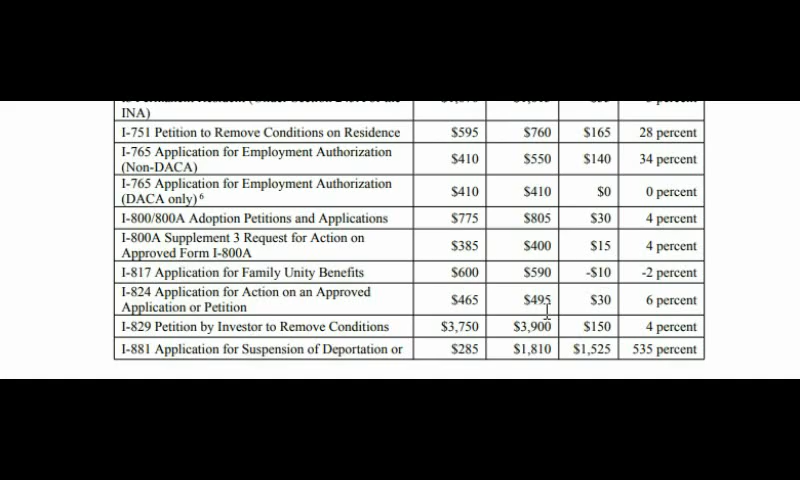 INA)
I-751 Petition to Remove Conditions on Residence $595 $760 $165 28 percent
I-765 Application for Employment Authorization
(Non-DACA) $410 $550 $140 34 percent
I-765 Application for Employment Authorization
(DACA only) 6 $410 $410 $0 0 percent
I-800/800A Adoption Petitions and Applications $775 $805 $30 4 percent
I-800A Supplement 3 Request for Action on
Approved Form I-800A $385 $400 $15 4 percent
I-817 Application for Family Unity Benefits $600 $590 -$10 -2 percent
I-824 Application for Action on an Approved
Application or Petition $465 $495 $30 6 percent
I-829 Petition by Investor to Remove Conditions $3,750 $3,900 $150 4 percent
I-881 Application for Suspension of Deportation or $285 $1,810 $1,525 535 percent